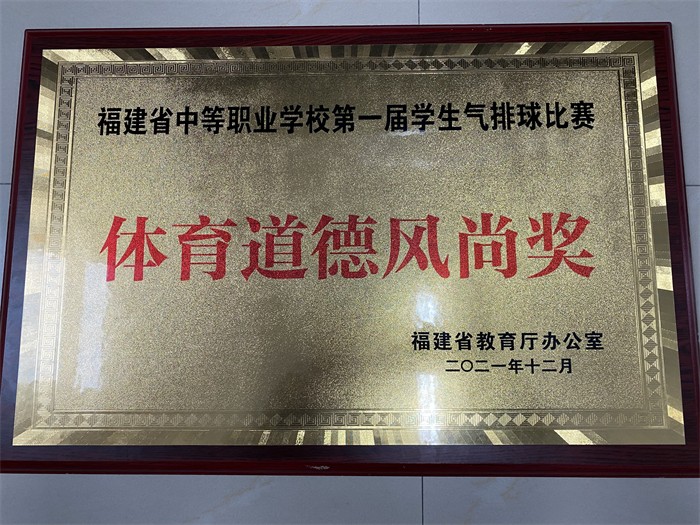 福建省中等职业学校第一届学生气排球比赛
体育道德风尚奖
福建省教育厅办公室
二〇二一年十二月